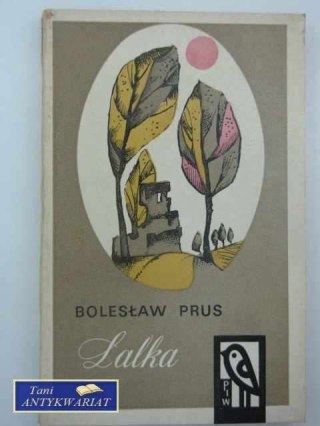 BOLESŁAW PRUS
Lalka
PIW
Tani
ANTYKWARIAT